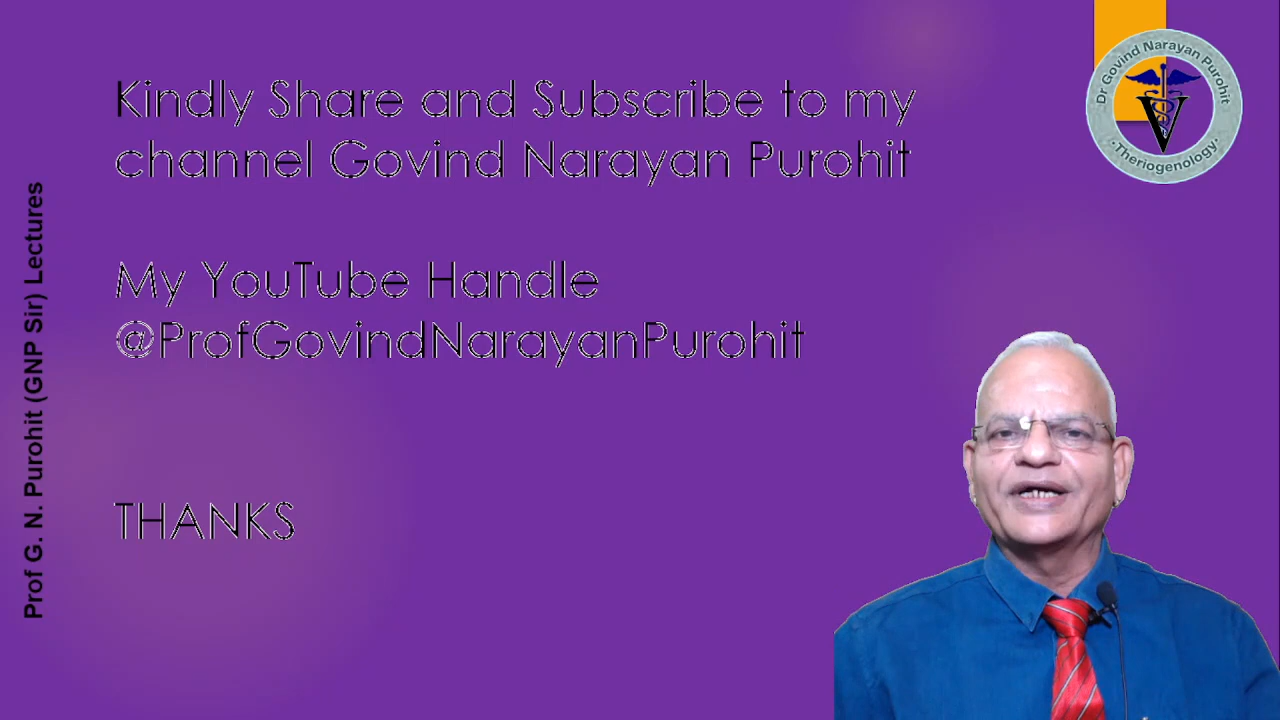 Kindly Share and Subscribe to my
channel Govind Narayan Purohit
My YouTube Handle
@ProfGovindNarayanPurohit
THANKS
Prof G. N. Purohit (GNP Sir) Lectures
Dr Govind Narayan Purohit
V
·Theriogenology·